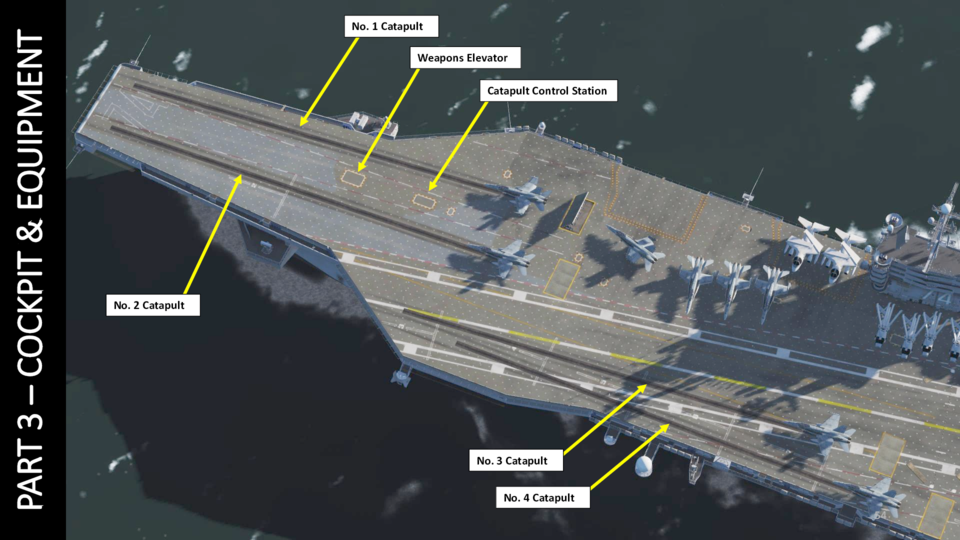 PART 3 – COCKPIT & EQUIPMENT
No. 1 Catapult
Weapons Elevator
Catapult Control Station
No. 2 Catapult
No. 3 Catapult
No. 4 Catapult